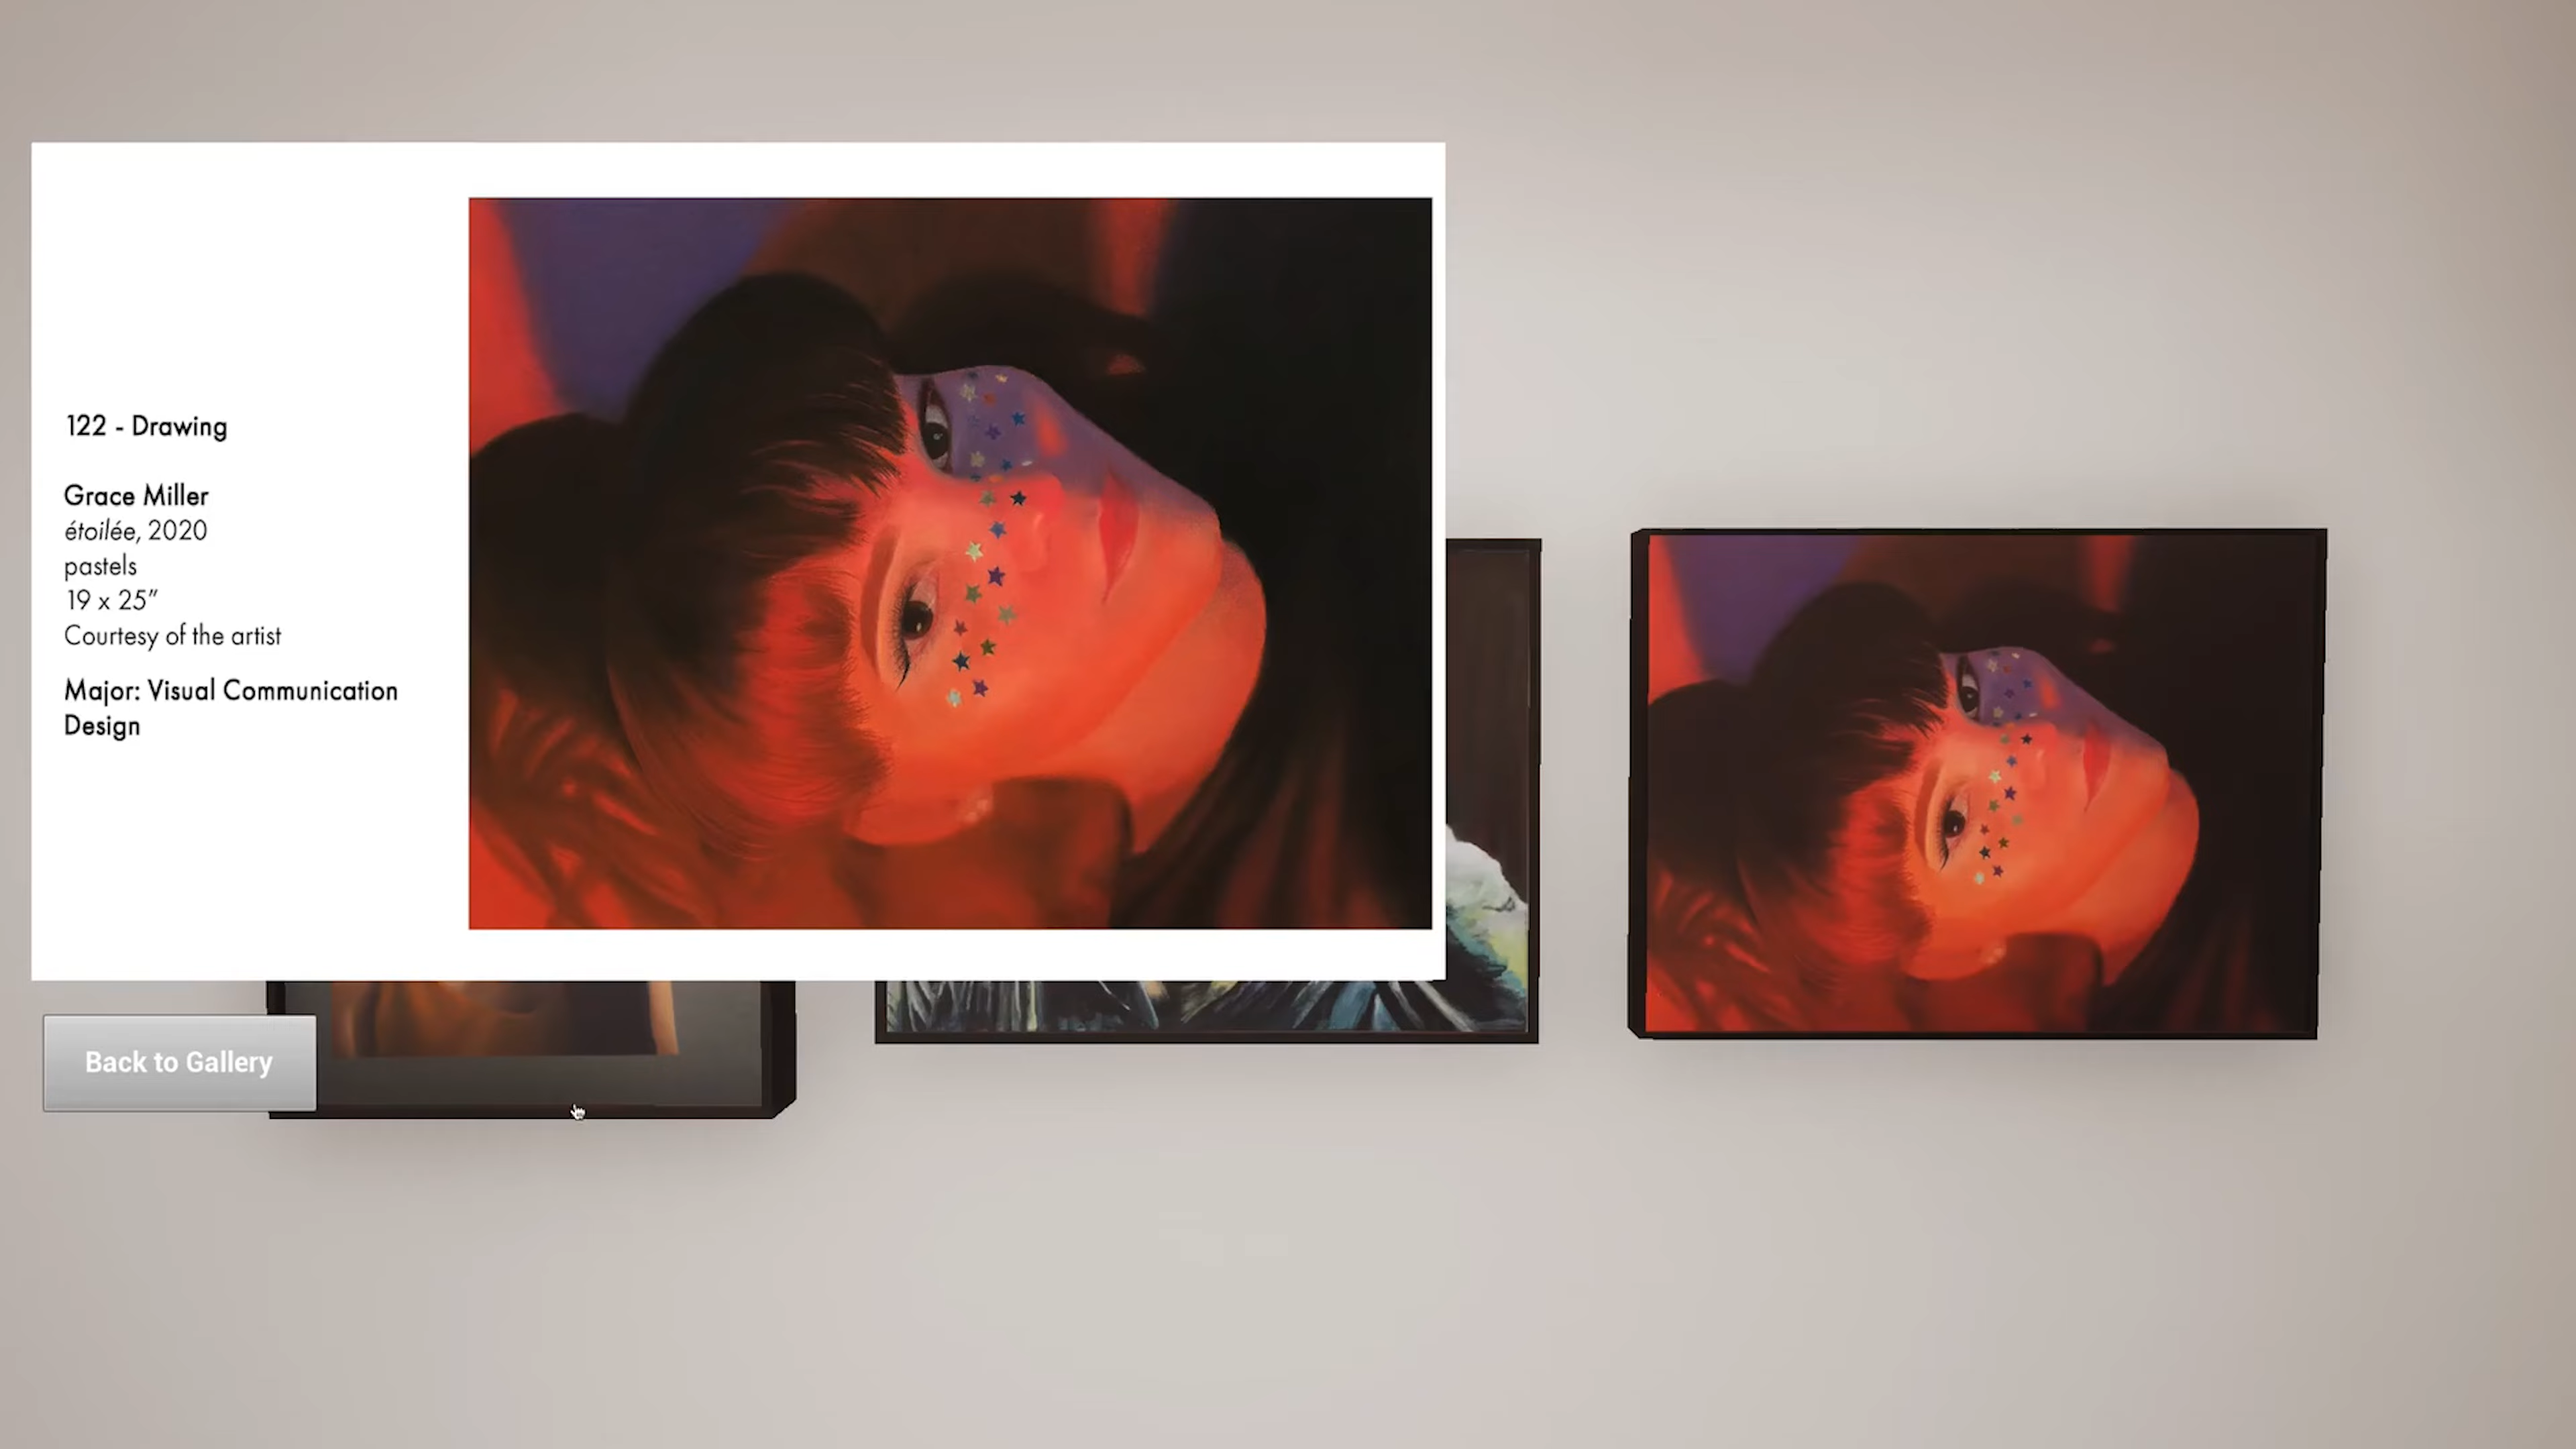 122 - Drawing
Grace Miller
étoilée, 2020
pastels
19 x 25”
Courtesy of the artist
Major: Visual Communication
Design
Back to Gallery